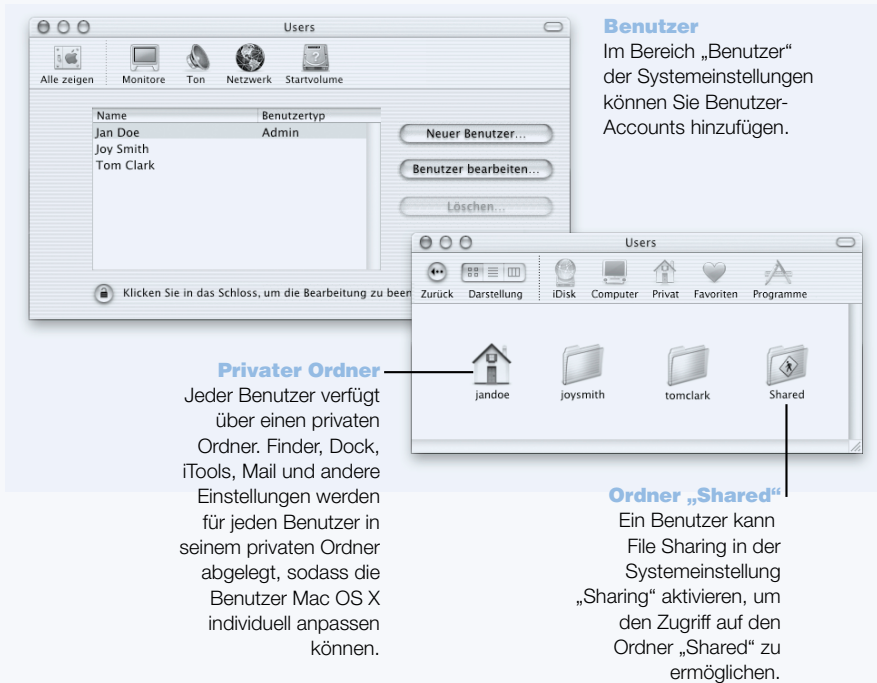 Users
Alle zeigen Monitore Ton Netzwerk Startvolume
Name Benutzertyp
Jan Doe Admin
Joy Smith
Tom Clark
Neuer Benutzer...
Benutzer bearbeiten...
Löschen...
Klicken Sie in das Schloss, um die Bearbeitung zu been
Benutzer
Im Bereich „Benutzer“
der Systemeinstellungen
können Sie Benutzer-
Accounts hinzufügen.
Users
Zurück Darstellung iDisk Computer Privat Favoriten Programme
jandoe joysmith tomclark Shared
Privater Ordner
Jeder Benutzer verfügt
über einen privaten
Ordner. Finder, Dock,
iTools, Mail und andere
Einstellungen werden
für jeden Benutzer in
seinem privaten Ordner
abgelegt, sodass die
Benutzer Mac OS X
individuell anpassen
können.
Ordner „Shared“
Ein Benutzer kann
File Sharing in der
Systemeinstellung
„Sharing“ aktivieren, um
den Zugriff auf den
Ordner „Shared“ zu
ermöglichen.